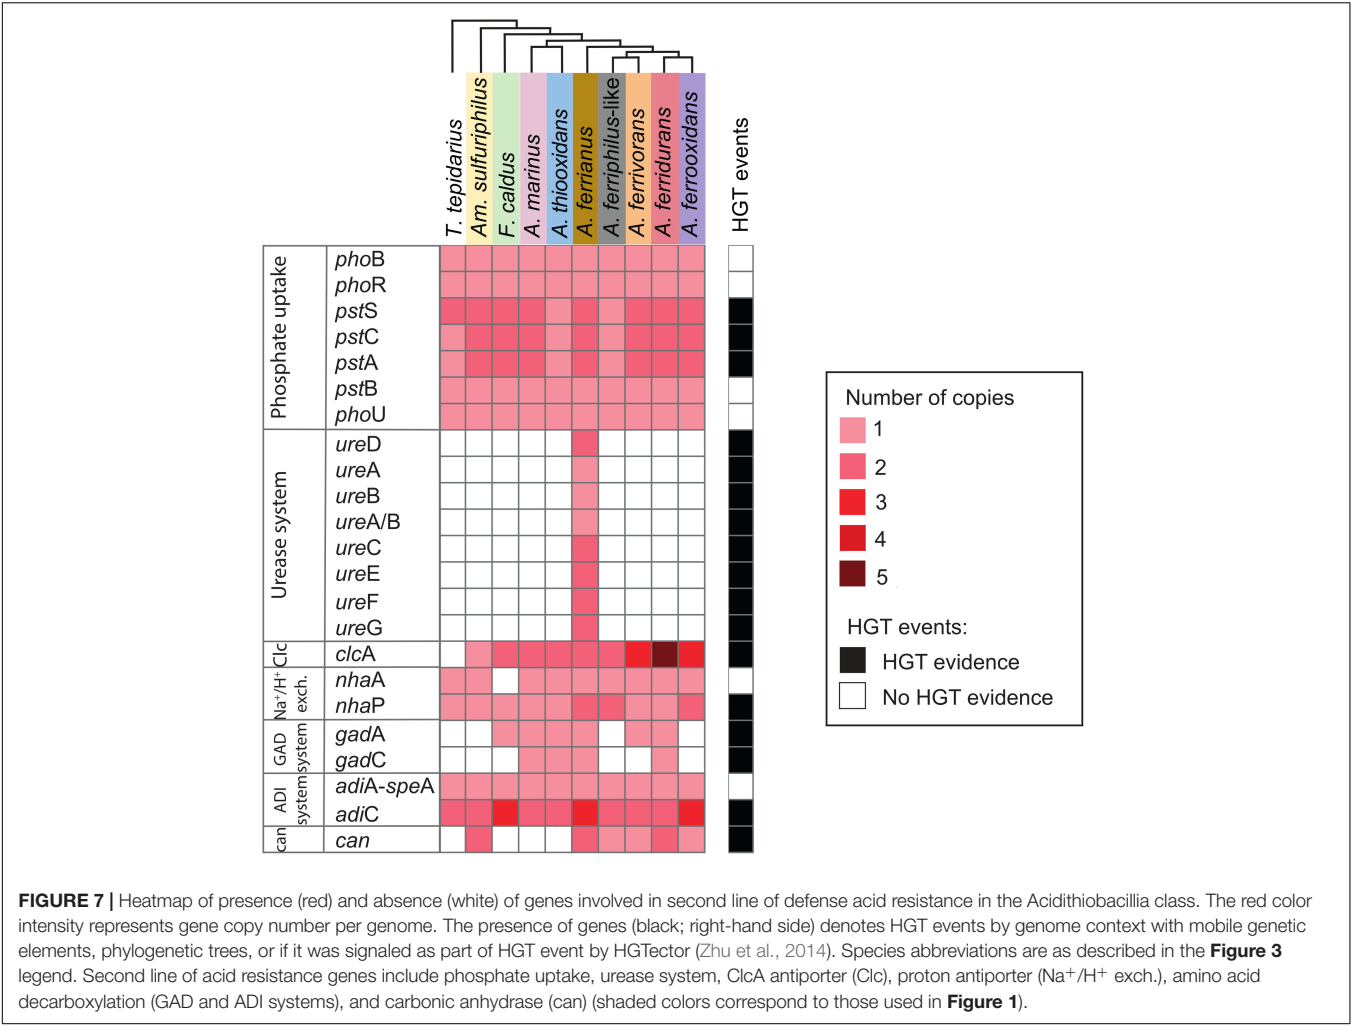 T. tepidarius
Am. sulfuriphilus
F. caldus
A. marinus
A. thiooxidans
A. ferrianus
A. ferriphilus-like
A. ferrivorans
A. ferridurans
A. ferrooxidans
HGT events
Phosphate uptake
phoB
phoR
pstS
pstC
pstA
pstB
phoU
Urease system
ureD
ureA
ureB
ureA/B
ureC
ureE
ureF
ureG
Clc
clcA
Na⁺/H⁺
exch.
nhaA
nhaP
GAD
system
gadA
gadC
ADI
system
adiA-speA
adiC
can
can
Number of copies
1
2
3
4
5
HGT events:
HGT evidence
No HGT evidence
FIGURE 7 | Heatmap of presence (red) and absence (white) of genes involved in second line of defense acid resistance in the Acidithiobacillia class. The red color
intensity represents gene copy number per genome. The presence of genes (black; right-hand side) denotes HGT events by genome context with mobile genetic
elements, phylogenetic trees, or if it was signaled as part of HGT event by HGTector (Zhu et al., 2014). Species abbreviations are as described in the Figure 3
legend. Second line of acid resistance genes include phosphate uptake, urease system, ClcA antiporter (Clc), proton antiporter (Na⁺/H⁺ exch.), amino acid
decarboxylation (GAD and ADI systems), and carbonic anhydrase (can) (shaded colors correspond to those used in Figure 1).